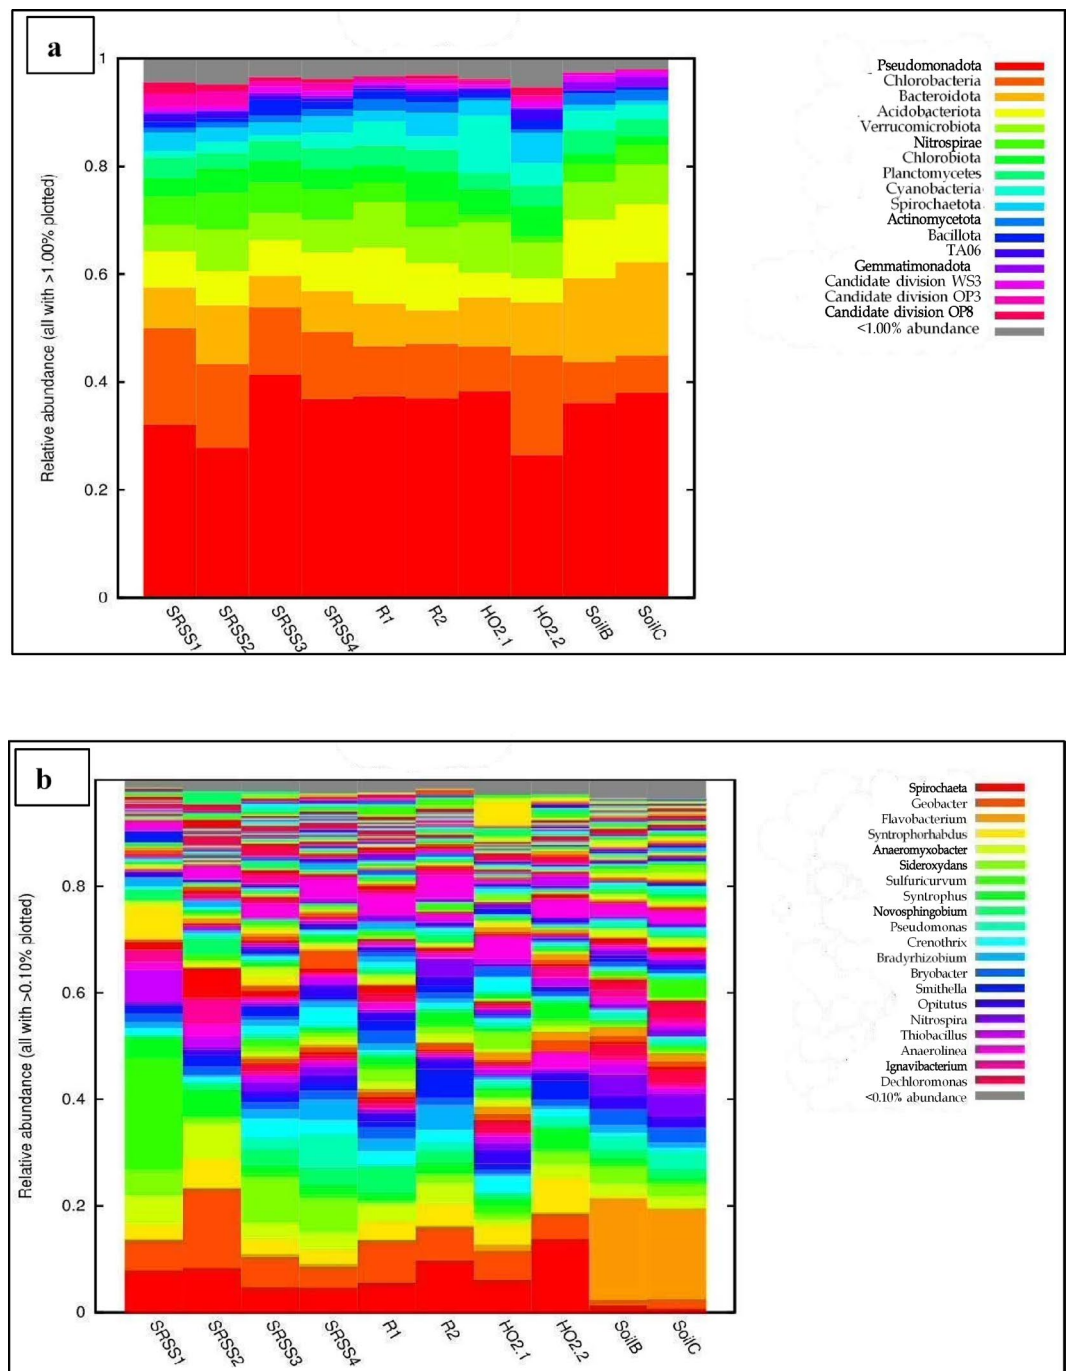 a
Relative abundance (all with >1.00% plotted)
1
0.8
0.6
0.4
0.2
0
SRSS1
SRSS2
SRSS3
SRSS4
R1
R2
HO2.1
HO2.2
SoilB
SoilC
Pseudomonadota
Chlorobacteria
Bacteroidota
Acidobacteriota
Verrucomicrobiota
Nitrospirae
Chlorobiota
Planctomycetes
Cyanobacteria
Spirochaetota
Actinomycetota
Bacillota
TA06
Gemmatimonadota
Candidate division WS3
Candidate division OP3
Candidate division OP8
<1.00% abundance
b
Relative abundance (all with >0.10% plotted)
0.8
0.6
0.4
0.2
0
SRSS1
SRSS2
SRSS3
SRSS4
R1
R2
HO2.1
HO2.2
SoilB
SoilC
Spirochaeta
Geobacter
Flavobacterium
Syntrophorhabdus
Anaeromyxobacter
Sideroxydans
Sulfuricurvum
Syntrophus
Novosphingobium
Pseudomonas
Crenothrix
Bradyrhizobium
Bryobacter
Smithella
Opitutus
Nitrospira
Thiobacillus
Anaerolinea
Ignavibacterium
Dechloromonas
<0.10% abundance